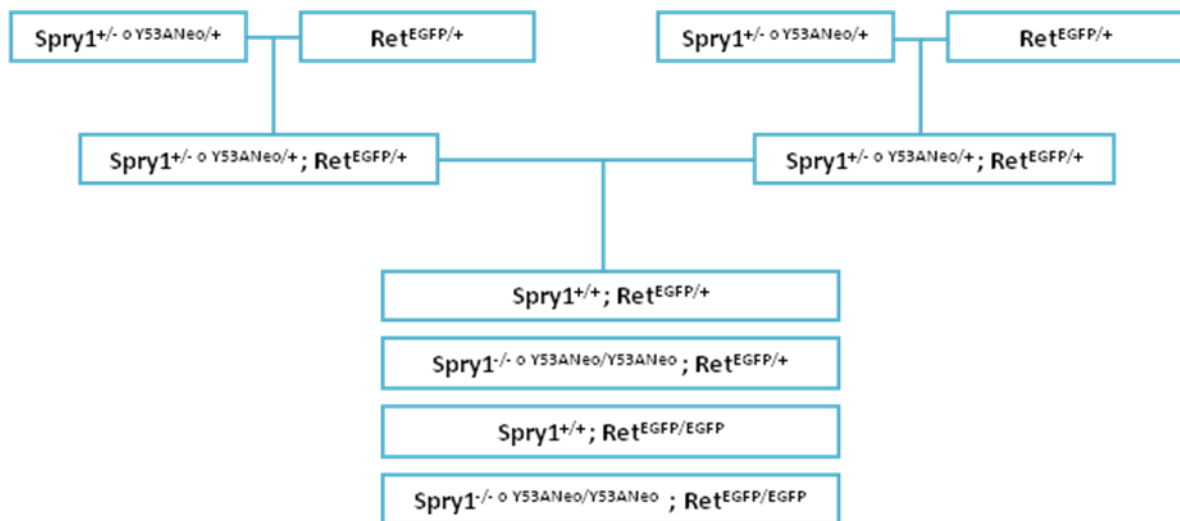 Spry1+/- o Y53ANeo/+
RetEGFP/+
Spry1+/- o Y53ANeo/+
RetEGFP/+
Spry1+/- o Y53ANeo/+ ; RetEGFP/+
Spry1+/- o Y53ANeo/+ ; RetEGFP/+
Spry1+/+ ; RetEGFP/+
Spry1-/- o Y53ANeo/Y53ANeo ; RetEGFP/+
Spry1+/+ ; RetEGFP/EGFP
Spry1-/- o Y53ANeo/Y53ANeo ; RetEGFP/EGFP